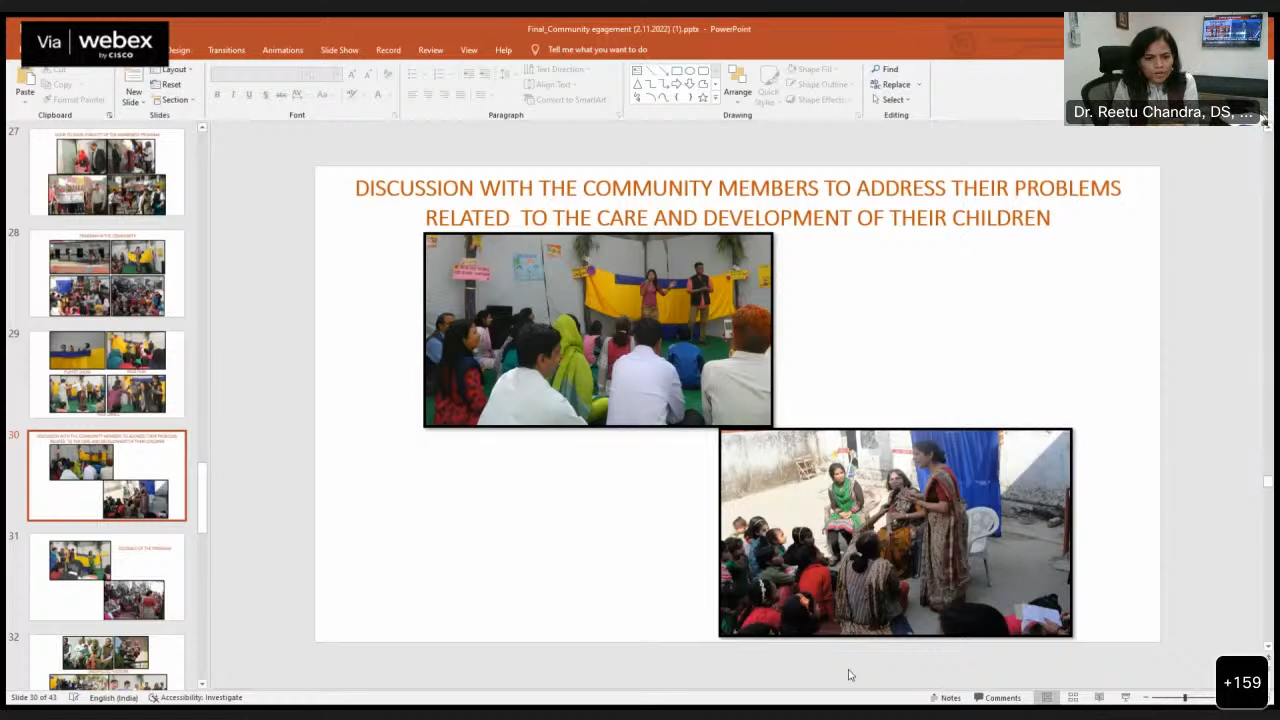 Final_Community egagement (2.11.2022) (1).pptx - PowerPoint
Via webex
by CISCO
Design Transitions Animations Slide Show Record Review View Help Tell me what you want to do
Cut
Copy
Format Painter
Paste
Clipboard
New
Slide
Layout
Reset
Section
Slides
Font
Text Direction
Align Text
Convert to SmartArt
Paragraph
Arrange
Quick
Styles
Shape Fill
Shape Outline
Shape Effects
Drawing
Find
Replace
Select
Editing
Dr. Reetu Chandra, DS, ...
27
28
29
30
31
32
DISCUSSION WITH THE COMMUNITY MEMBERS TO ADDRESS THEIR PROBLEMS
RELATED TO THE CARE AND DEVELOPMENT OF THEIR CHILDREN
Slide 30 of 43 English (India) Accessibility: Investigate
Notes Comments
+159